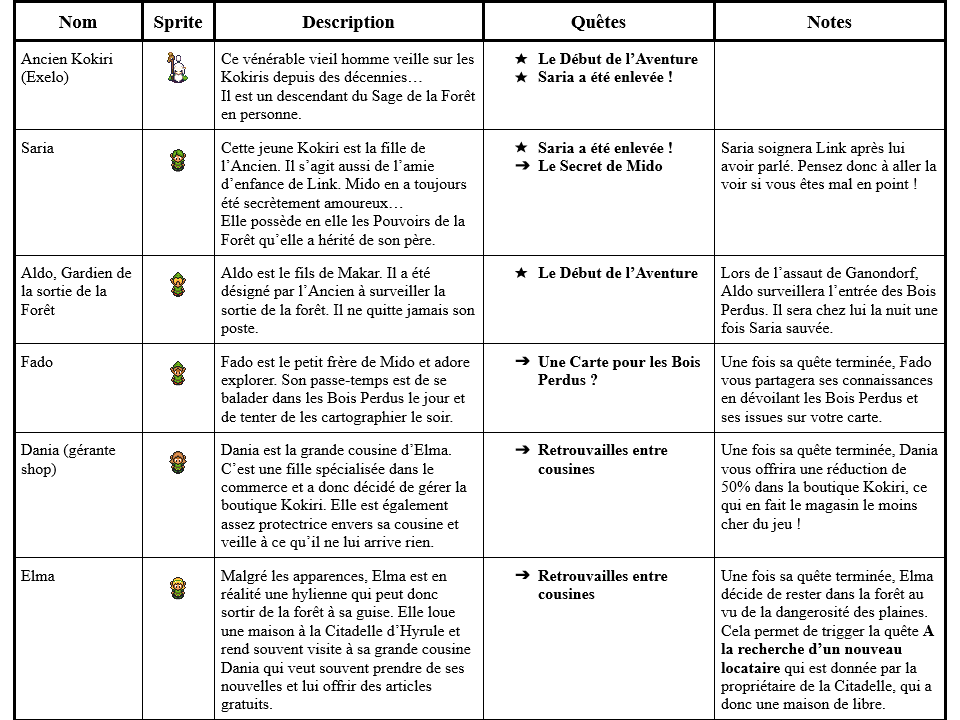 Nom Sprite Description Quêtes Notes
Ancien Kokiri
(Exelo)
Ce vénérable vieil homme veille sur les
Kokiris depuis des décennies…
Il est un descendant du Sage de la Forêt
en personne.
★ Le Début de l’Aventure
★ Saria a été enlevée !
Saria
Cette jeune Kokiri est la fille de
l’Ancien. Il s’agit aussi de l’amie
d’enfance de Link. Mido en a toujours
été secrètement amoureux…
Elle possède en elle les Pouvoirs de la
Forêt qu’elle a hérité de son père.
★ Saria a été enlevée !
➔ Le Secret de Mido
Saria soignera Link après lui
avoir parlé. Pensez donc à aller la
voir si vous êtes mal en point !
Aldo, Gardien de
la sortie de la
Forêt
Aldo est le fils de Makar. Il a été
désigné par l’Ancien à surveiller la
sortie de la forêt. Il ne quitte jamais son
poste.
★ Le Début de l’Aventure
Lors de l’assaut de Ganondorf,
Aldo surveillera l’entrée des Bois
Perdus. Il sera chez lui la nuit une
fois Saria sauvée.
Fado
Fado est le petit frère de Mido et adore
explorer. Son passe-temps est de se
balader dans les Bois Perdus le jour et
de tenter de les cartographier le soir.
➔ Une Carte pour les Bois
Perdus ?
Une fois sa quête terminée, Fado
vous partagera ses connaissances
en dévoilant les Bois Perdus et
ses issues sur votre carte.
Dania (gérante
shop)
Dania est la grande cousine d’Elma.
C’est une fille spécialisée dans le
commerce et a donc décidé de gérer la
boutique Kokiri. Elle est également
assez protectrice envers sa cousine et
veille à ce qu’il ne lui arrive rien.
➔ Retrouvailles entre
cousines
Une fois sa quête terminée, Dania
vous offrira une réduction de
50% dans la boutique Kokiri, ce
qui en fait le magasin le moins
cher du jeu !
Elma
Malgré les apparences, Elma est en
réalité une hylienne qui peut donc
sortir de la forêt à sa guise. Elle loue
une maison à la Citadelle d’Hyrule et
rend souvent visite à sa grande cousine
Dania qui veut souvent prendre de ses
nouvelles et lui offrir des articles
gratuits.
➔ Retrouvailles entre
cousines
Une fois sa quête terminée, Elma
décide de rester dans la forêt au
vu de la dangerosité des plaines.
Cela permet de trigger la quête A
la recherche d’un nouveau
locataire qui est donnée par la
propriétaire de la Citadelle, qui a
donc une maison de libre.